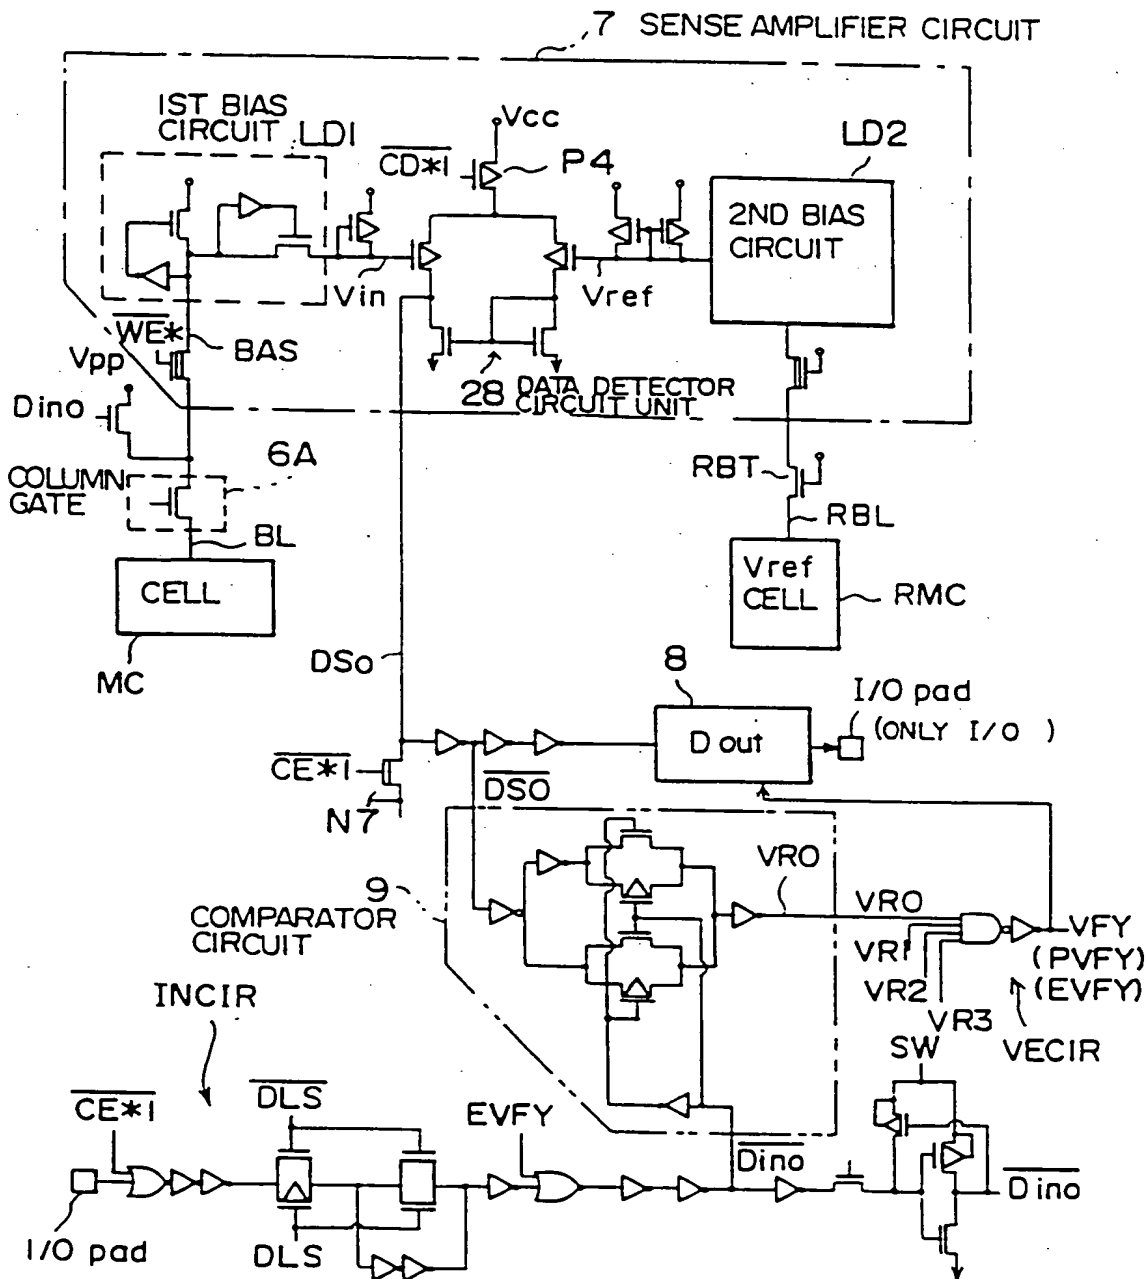 7 SENSE AMPLIFIER CIRCUIT
1ST BIAS
CIRCUIT
LD1
Vcc
CD*1
P4
LD2
2ND BIAS
CIRCUIT
Vin
Vref
WE*
BAS
Vpp
28 DATA DETECTOR
CIRCUIT UNIT
Dino
6A
COLUMN
GATE
RBT
BL
RBL
CELL
Vref
CELL
RMC
MC
DSo
8
I/O pad
(ONLY I/O )
D out
CE*1
DSO
N7
9
COMPARATOR
CIRCUIT
VRO
VRO
VR1
VR2
VR3
VFY
(PVFY)
(EVFY)
INCIR
SW
VECIR
CE*1
DLS
EVFY
Dino
Dino
I/O pad
DLS